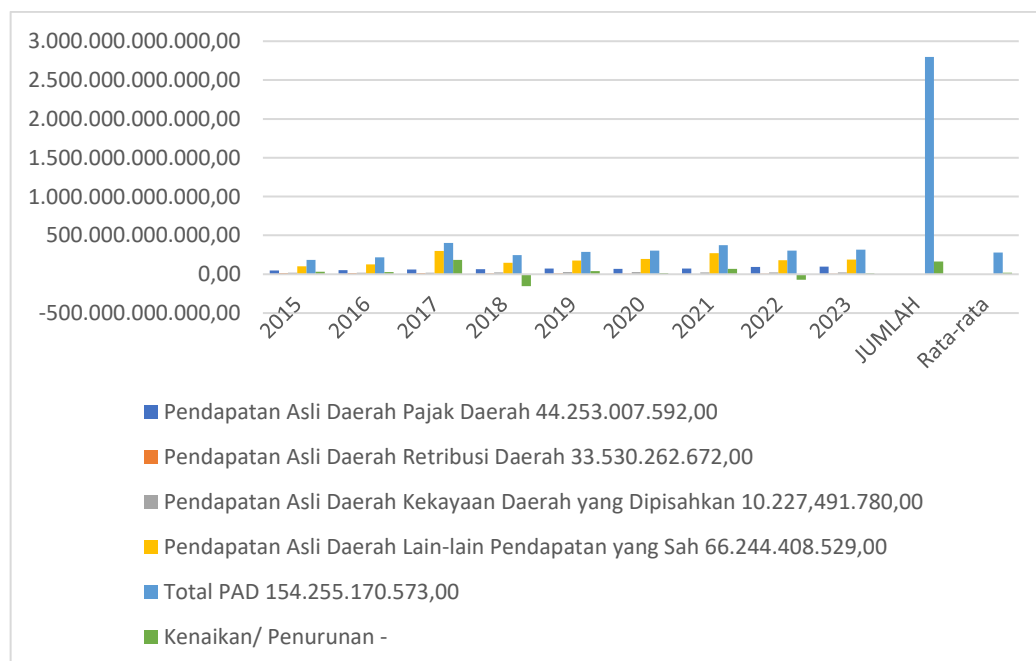 3.000.000.000.000,00
2.500.000.000.000,00
2.000.000.000.000,00
1.500.000.000.000,00
1.000.000.000.000,00
500.000.000.000,00
0,00
-500.000.000.000,00
2015
2016
2017
2018
2019
2020
2021
2022
2023
JUMLAH
Rata-rata
Pendapatan Asli Daerah Pajak Daerah 44.253.007.592,00
Pendapatan Asli Daerah Retribusi Daerah 33.530.262.672,00
Pendapatan Asli Daerah Kekayaan Daerah yang Dipisahkan 10.227,491.780,00
Pendapatan Asli Daerah Lain-lain Pendapatan yang Sah 66.244.408.529,00
Total PAD 154.255.170.573,00
Kenaikan/ Penurunan -